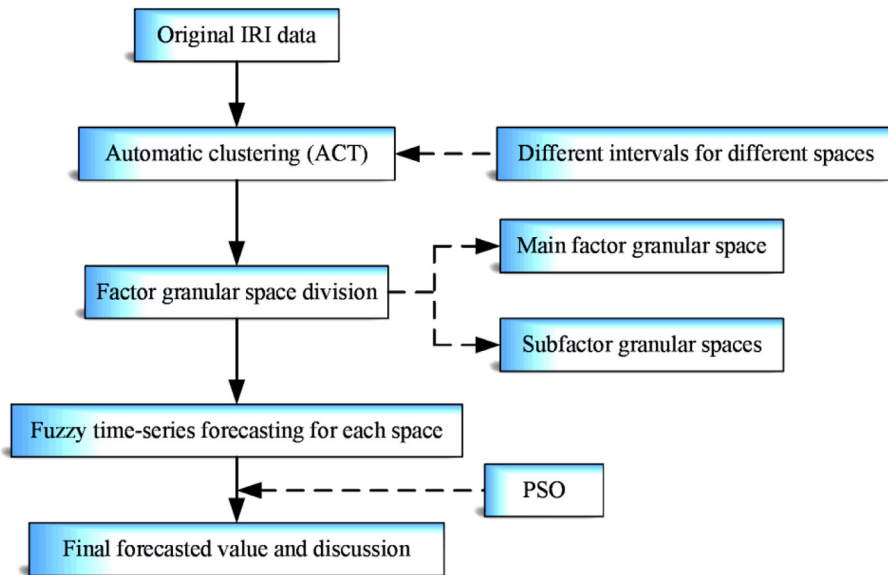 Original IRI data
Automatic clustering (ACT)
Different intervals for different spaces
Main factor granular space
Factor granular space division
Subfactor granular spaces
Fuzzy time-series forecasting for each space
PSO
Final forecasted value and discussion